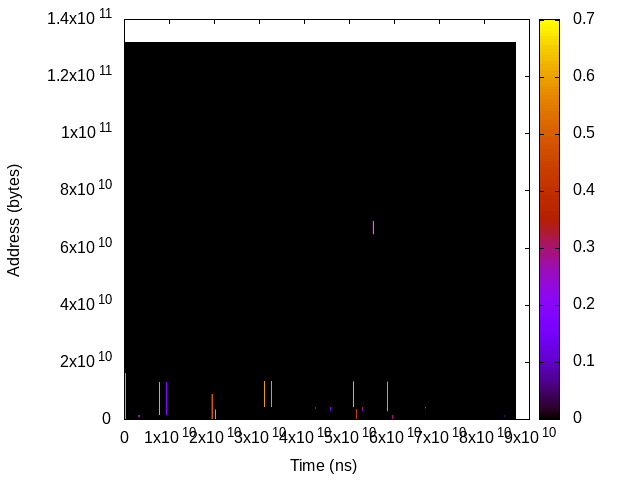 1.4x10 11
1.2x10 11
1x10 11
8x10 10
6x10 10
4x10 10
2x10 10
0
0 1x10 10 2x10 10 3x10 10 4x10 10 5x10 10 6x10 10 7x10 10 8x10 10 9x10 10
Time (ns)
Address (bytes)
0.7
0.6
0.5
0.4
0.3
0.2
0.1
0